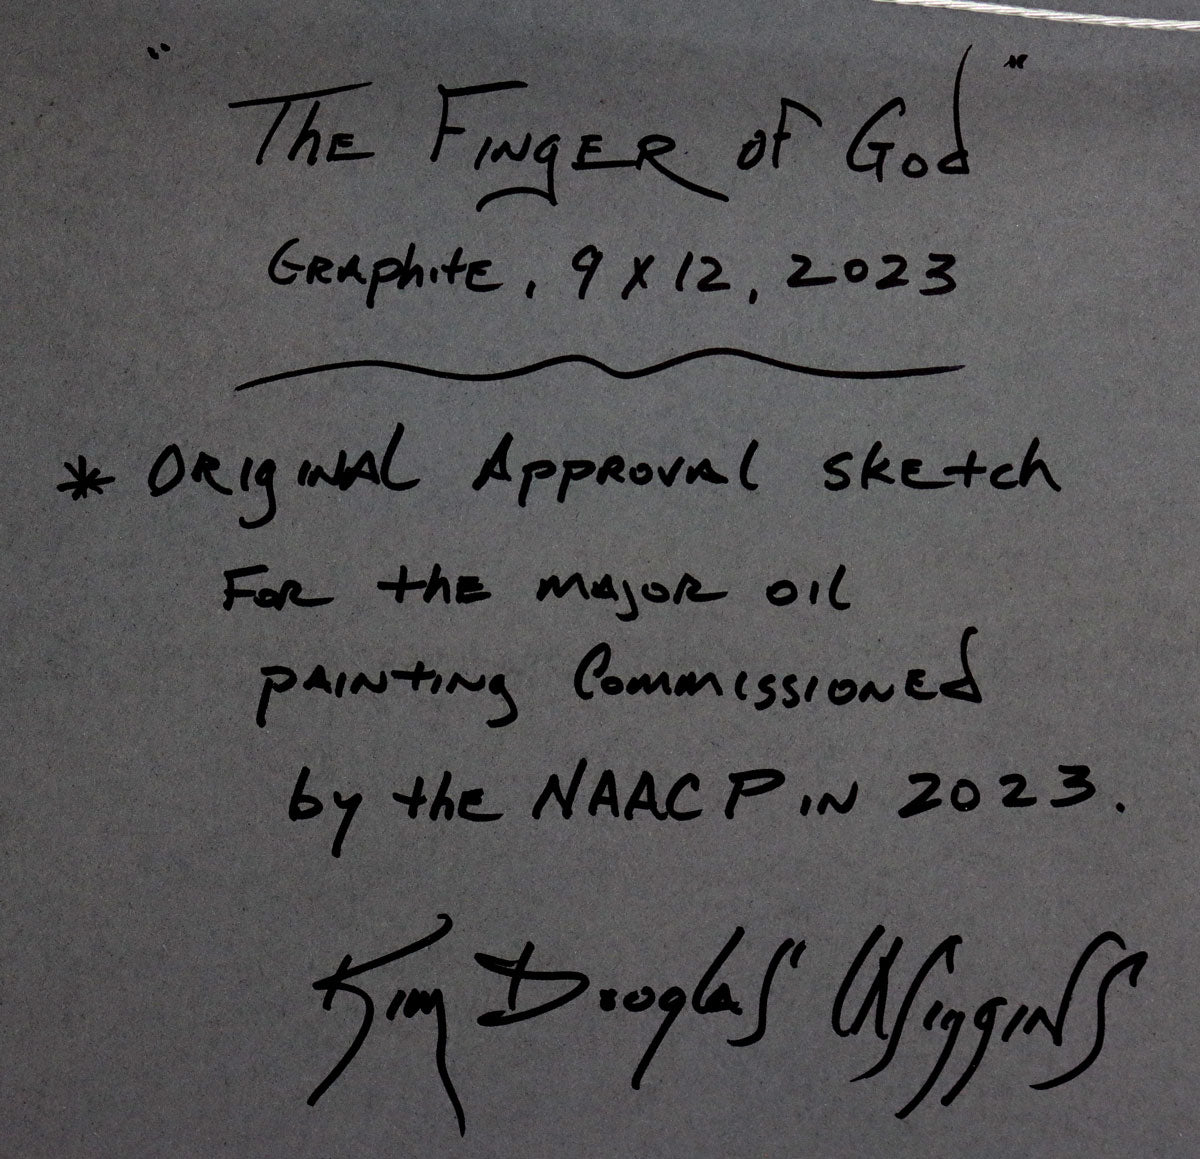 "The Finger of God"
Graphite, 9 x 12, 2023
* Original Approval Sketch
For the major oil
painting Commissioned
by the NAACP in 2023.
Kim Douglas Wiggins